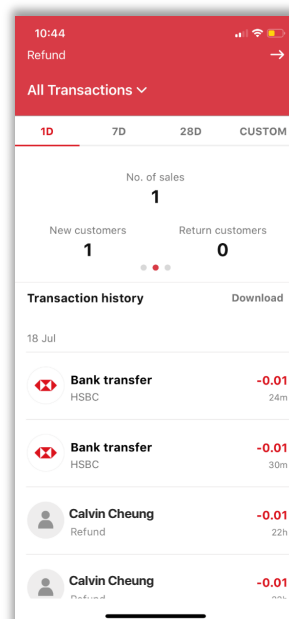 10:44
Refund
All Transactions
1D 7D 28D CUSTOM
No. of sales
1
New customers Return customers
1 0
Transaction history Download
18 Jul
Bank transfer -0.01
HSBC 24m
Bank transfer -0.01
HSBC 30m
Calvin Cheung -0.01
Refund 22h
Calvin Cheung -0.01
Refund 22h